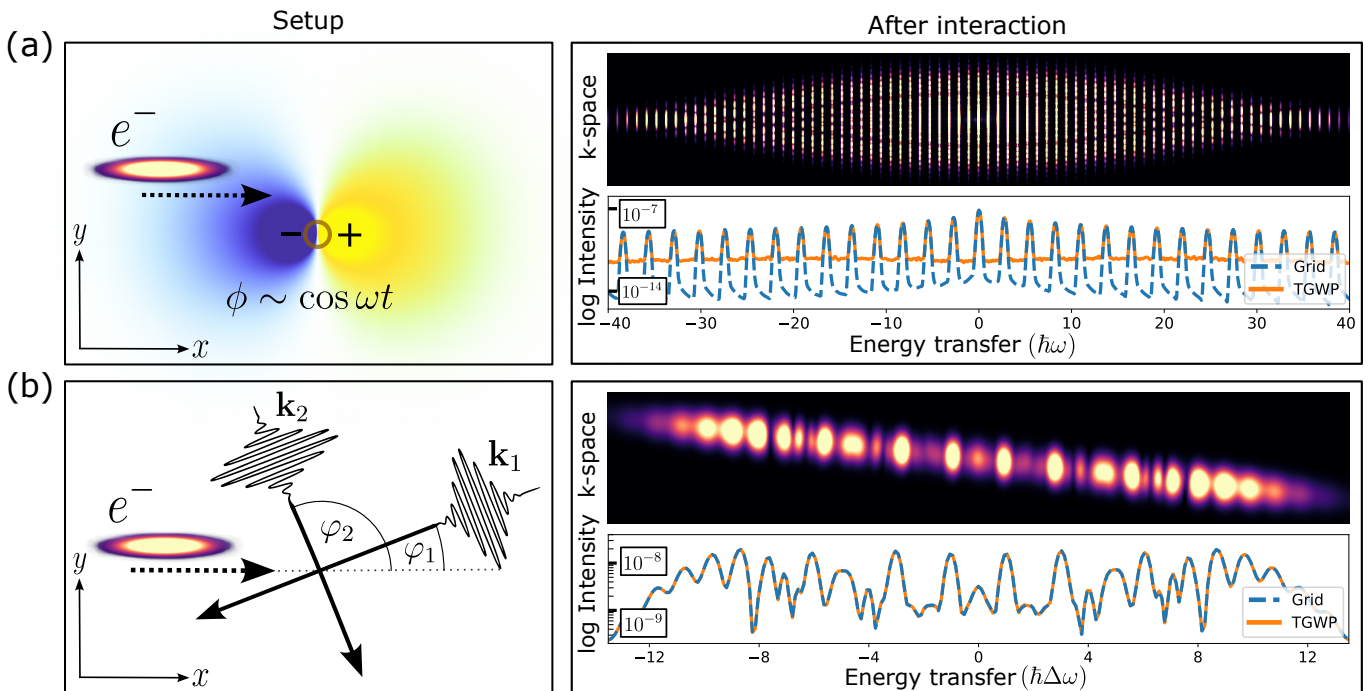 Setup
After interaction
(a)
e⁻
− +
ϕ ∼ cos ωt
y
x
k-space
log Intensity
10⁻⁷
10⁻¹⁴
Grid
TGWP
−40 −30 −20 −10 0 10 20 30 40
Energy transfer (ħω)
(b)
k₂
k₁
e⁻
φ₂
φ₁
y
x
k-space
log Intensity
10⁻⁸
10⁻⁹
Grid
TGWP
−12 −8 −4 0 4 8 12
Energy transfer (ħΔω)